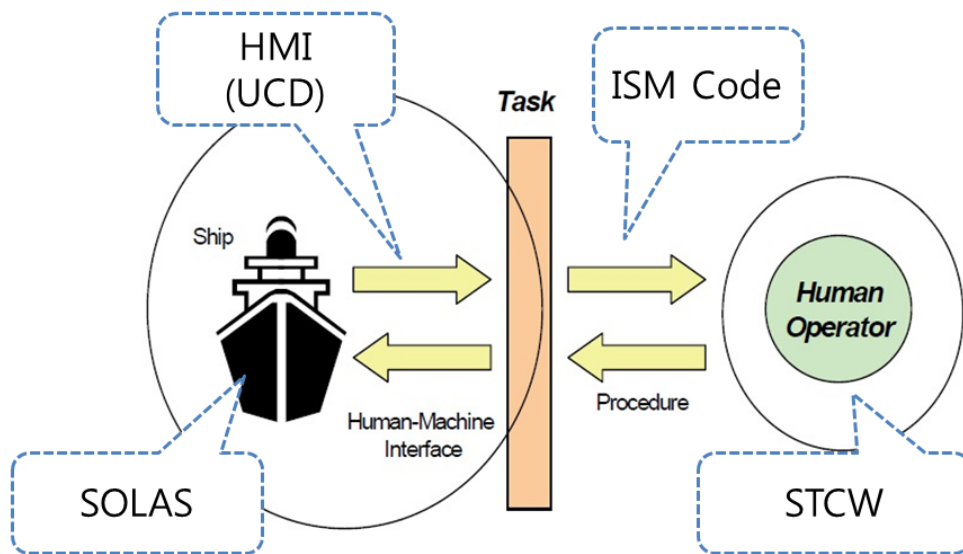 HMI
(UCD)
Task
ISM Code
Ship
Human
Operator
Human-Machine
Interface
Procedure
SOLAS
STCW